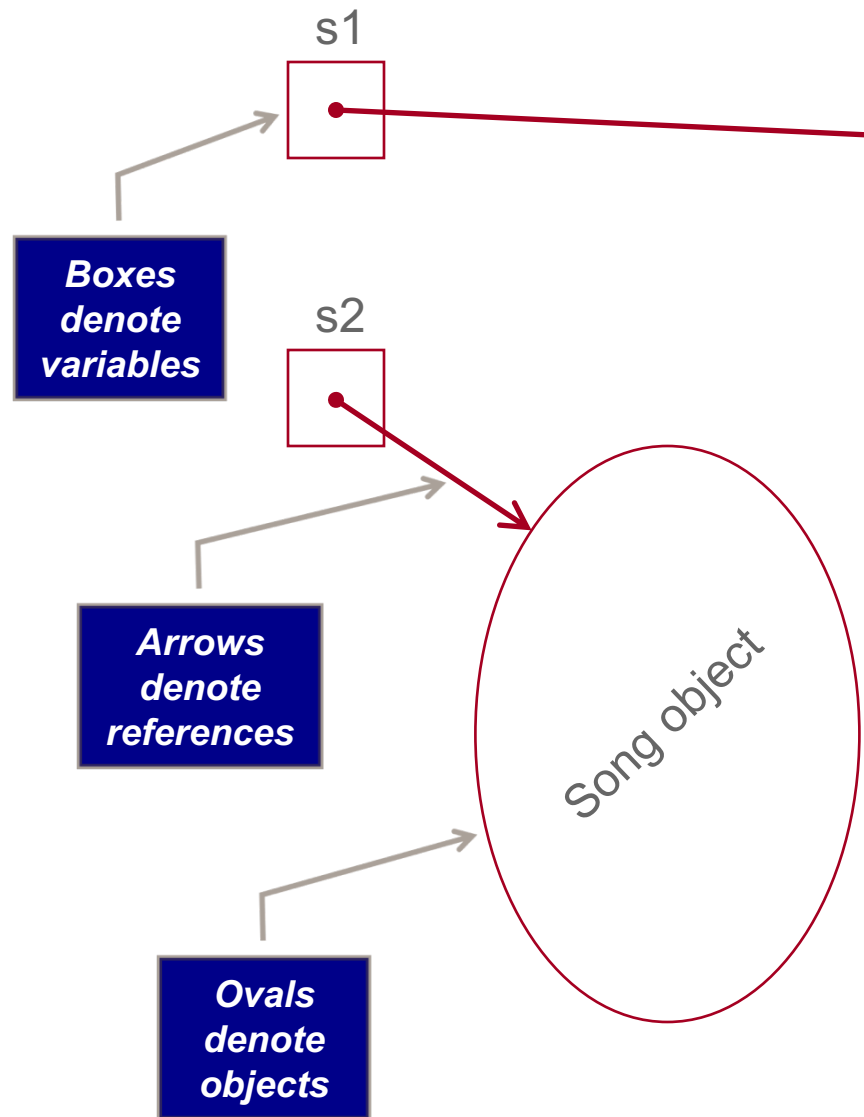 s1
Boxes
denote
variables
s2
Arrows
denote
references
Song object
Ovals
denote
objects